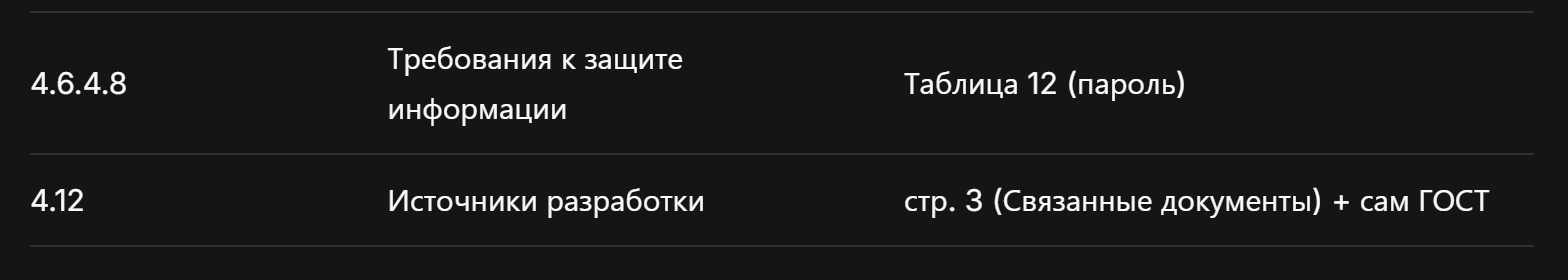 4.6.4.8
Требования к защите
информации
Таблица 12 (пароль)
4.12
Источники разработки
стр. 3 (Связанные документы) + сам ГОСТ